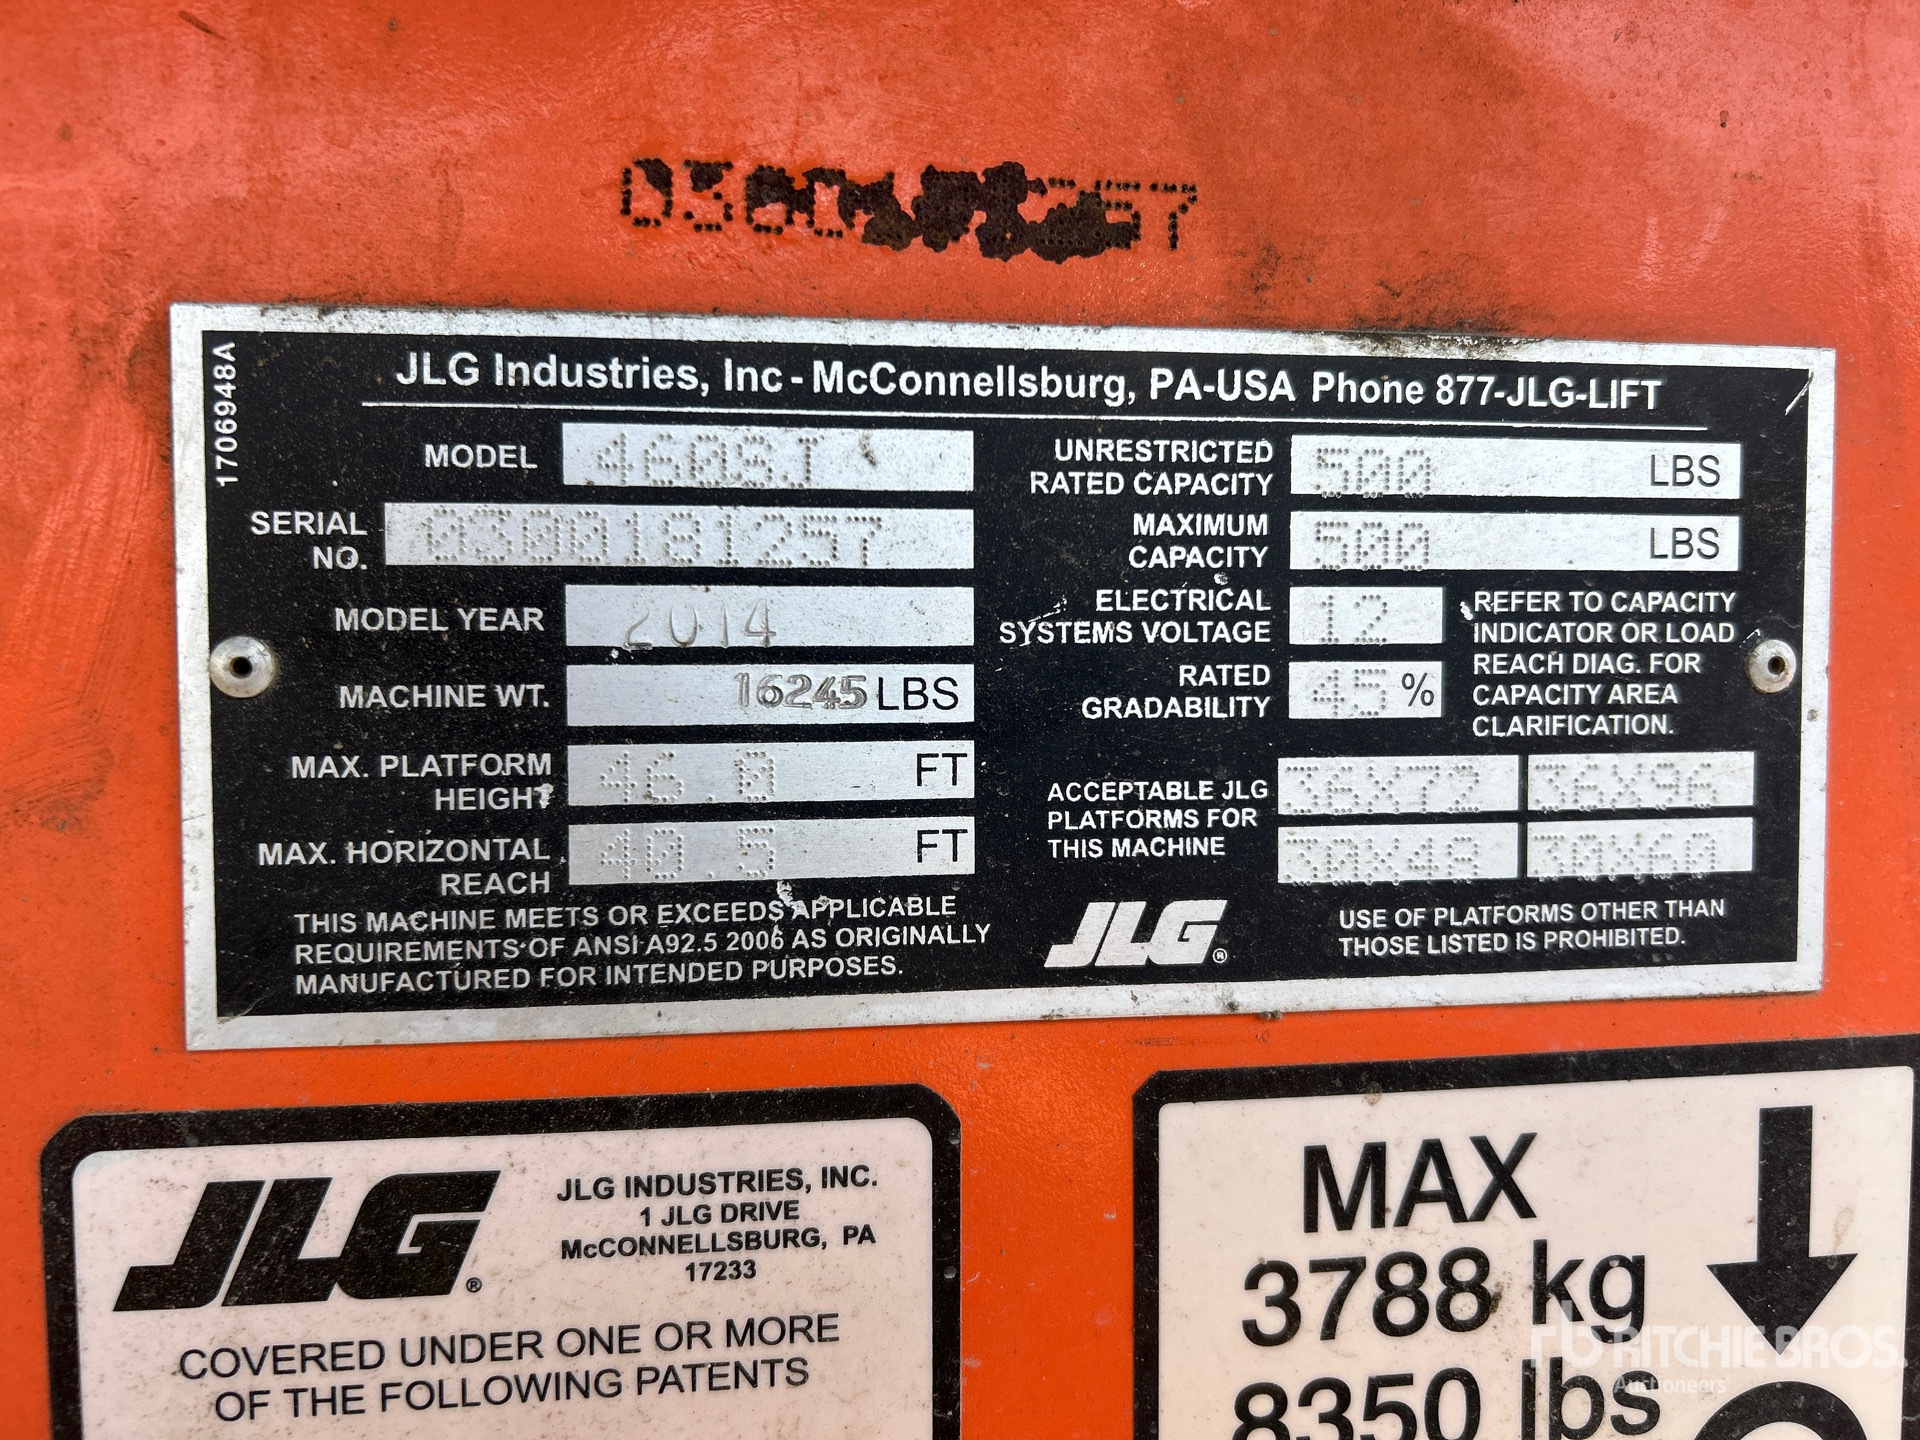 170694８A
JLG Industries, Inc - McConnellsburg, PA-USA Phone 877-JLG-LIFT
MODEL 460SJ
SERIAL NO. 0300181257
MODEL YEAR 2014
MACHINE WT. 16245 LBS
MAX. PLATFORM HEIGHT 46.0 FT
MAX. HORIZONTAL REACH 40.5 FT
THIS MACHINE MEETS OR EXCEEDS APPLICABLE
REQUIREMENTS OF ANSI A92.5 2006 AS ORIGINALLY
MANUFACTURED FOR INTENDED PURPOSES.
UNRESTRICTED RATED CAPACITY 500 LBS
MAXIMUM CAPACITY 500 LBS
ELECTRICAL SYSTEMS VOLTAGE 12
RATED GRADABILITY 45 %
REFER TO CAPACITY
INDICATOR OR LOAD
REACH DIAG. FOR
CAPACITY AREA
CLARIFICATION.
ACCEPTABLE JLG
PLATFORMS FOR
THIS MACHINE
36X72 36X96
30X48 30X60
JLG®
USE OF PLATFORMS OTHER THAN
THOSE LISTED IS PROHIBITED.
JLG®
JLG INDUSTRIES, INC.
1 JLG DRIVE
McCONNELLSBURG, PA
17233
COVERED UNDER ONE OR MORE
OF THE FOLLOWING PATENTS
MAX
3788 kg
8350 lbs
rb RITCHIE BROS.
Auctioneers